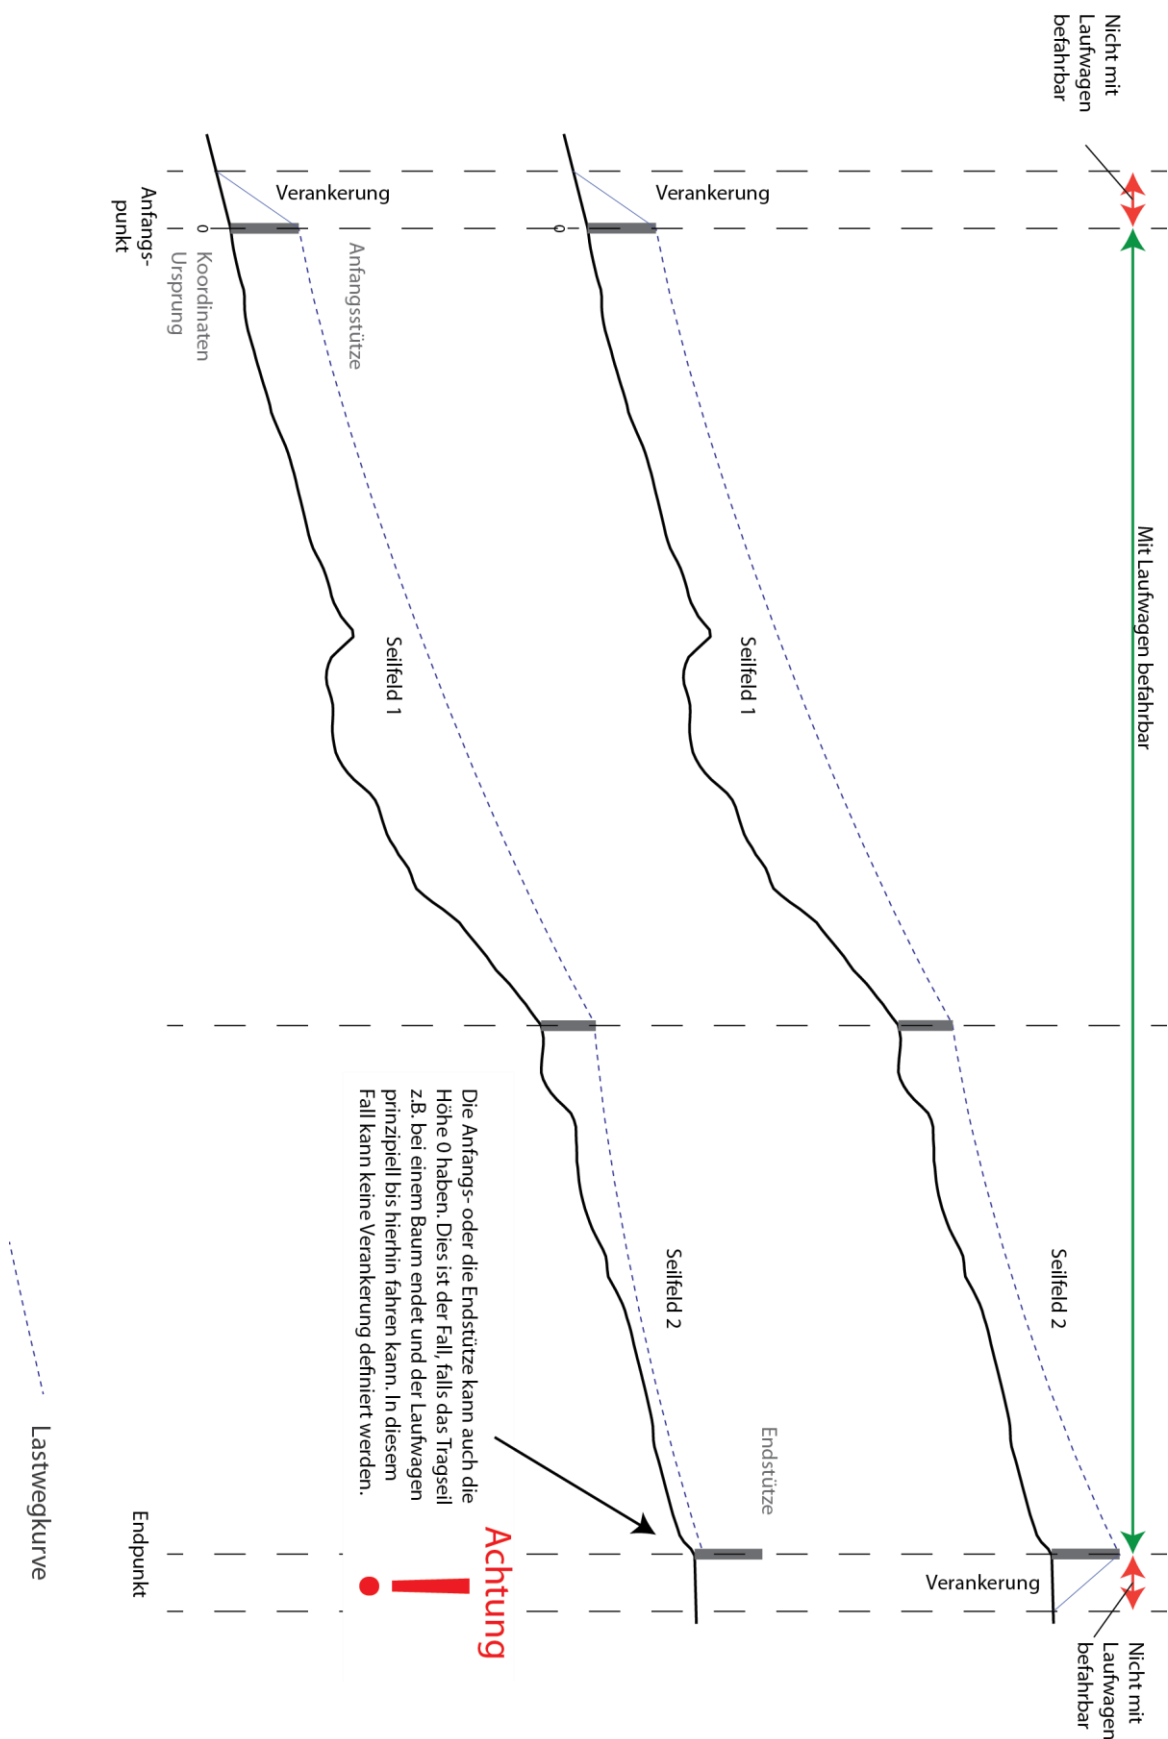 Nicht mit
Laufwagen
befahrbar
Mit Laufwagen befahrbar
Nicht mit
Laufwagen
befahrbar
Verankerung
0
Seilfeld 1
Seilfeld 2
Verankerung
Verankerung
Anfangsstütze
0
Koordinaten
Ursprung
Anfangs-
punkt
Seilfeld 1
Seilfeld 2
Endstütze
Die Anfangs- oder die Endstütze kann auch die
Höhe 0 haben. Dies ist der Fall, falls das Tragseil
z.B. bei einem Baum endet und der Laufwagen
prinzipiell bis hierhin fahren kann. In diesem
Fall kann keine Verankerung definiert werden.
Achtung
!
Endpunkt
Lastwegkurve